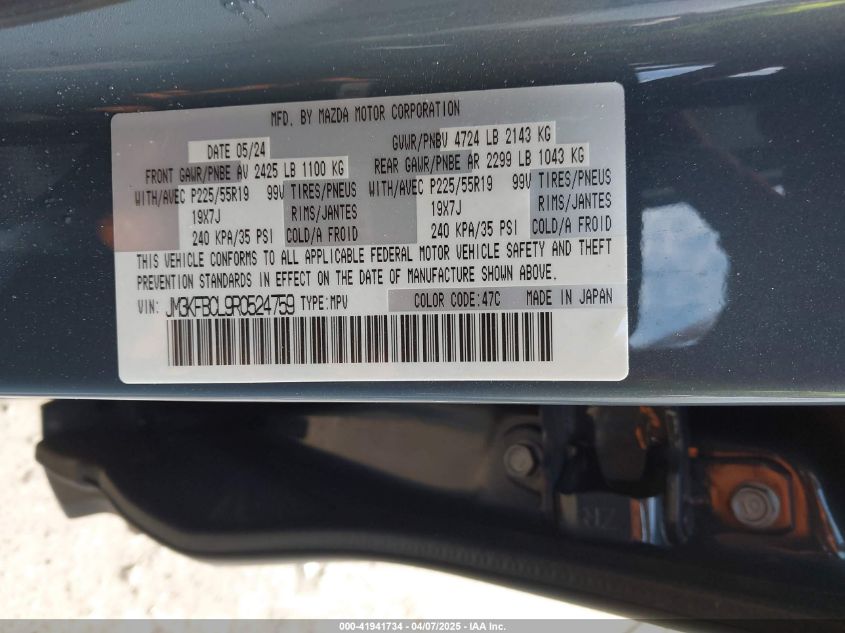 MFD. BY MAZDA MOTOR CORPORATION
DATE 05/24 GVWR/PNBV 4724 LB 2143 KG
FRONT GAWR/PNBE AV 2425 LB 1100 KG REAR GAWR/PNBE AR 2299 LB 1043 KG
WITH/AVEC P225/55R19 99V TIRES/PNEUS WITH/AVEC P225/55R19 99V TIRES/PNEUS
19X7J RIMS/JANTES 19X7J RIMS/JANTES
240 KPA/35 PSI COLD/A FROID 240 KPA/35 PSI COLD/A FROID
THIS VEHICLE CONFORMS TO ALL APPLICABLE FEDERAL MOTOR VEHICLE SAFETY AND THEFT
PREVENTION STANDARDS IN EFFECT ON THE DATE OF MANUFACTURE SHOWN ABOVE.
VIN: JM3KFBCL9R0524759 TYPE:MPV COLOR CODE:47C MADE IN JAPAN
000-41941734 04/07/2025 - IAA Inc.